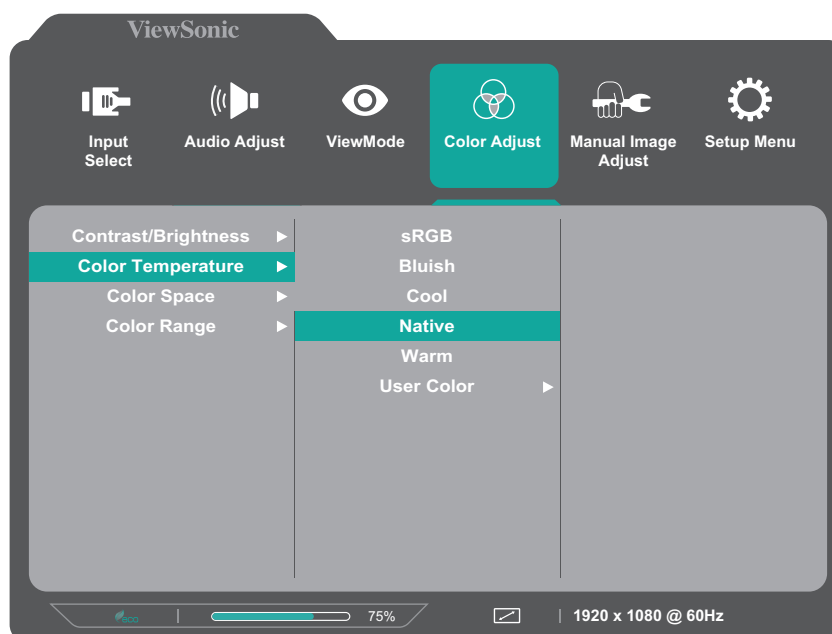 ViewSonic
Input
Select
Audio Adjust
ViewMode
Color Adjust
Manual Image
Adjust
Setup Menu
Contrast/Brightness
Color Temperature
Color Space
Color Range
sRGB
Bluish
Cool
Native
Warm
User Color
eco
75%
1920 x 1080 @ 60Hz